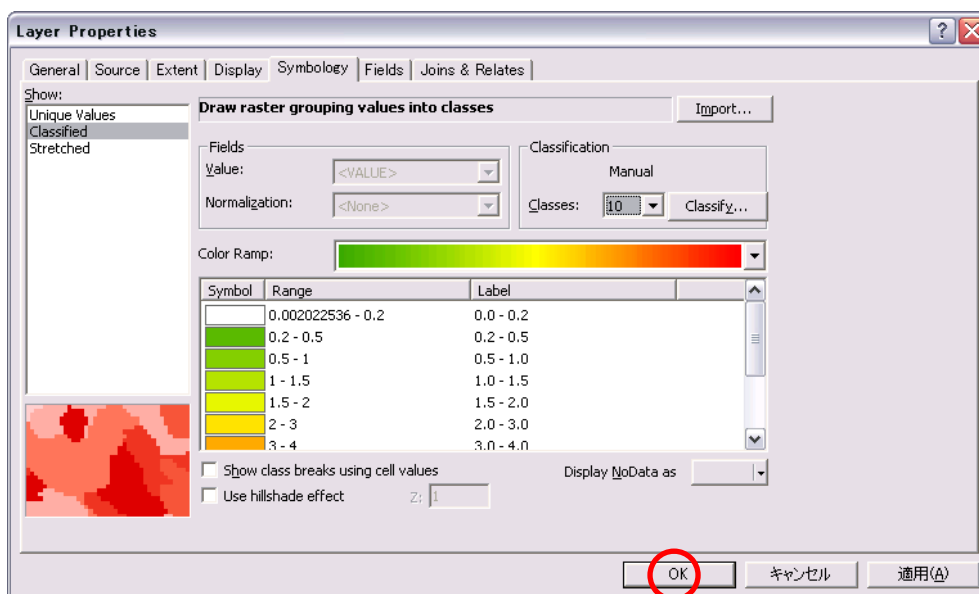 Layer Properties
General Source Extent Display Symbology Fields Joins & Relates
Show:
Unique Values
Classified
Stretched
Draw raster grouping values into classes
Import...
Fields
Value: <VALUE>
Normalization: <None>
Classification
Manual
Classes: 10 Classify...
Color Ramp:
Symbol Range Label
0.002022536 - 0.2 0.0 - 0.2
0.2 - 0.5 0.2 - 0.5
0.5 - 1 0.5 - 1.0
1 - 1.5 1.0 - 1.5
1.5 - 2 1.5 - 2.0
2 - 3 2.0 - 3.0
3 - 4 3.0 - 4.0
Show class breaks using cell values
Display NoData as
Use hillshade effect Z: 1
OK キャンセル 適用(A)